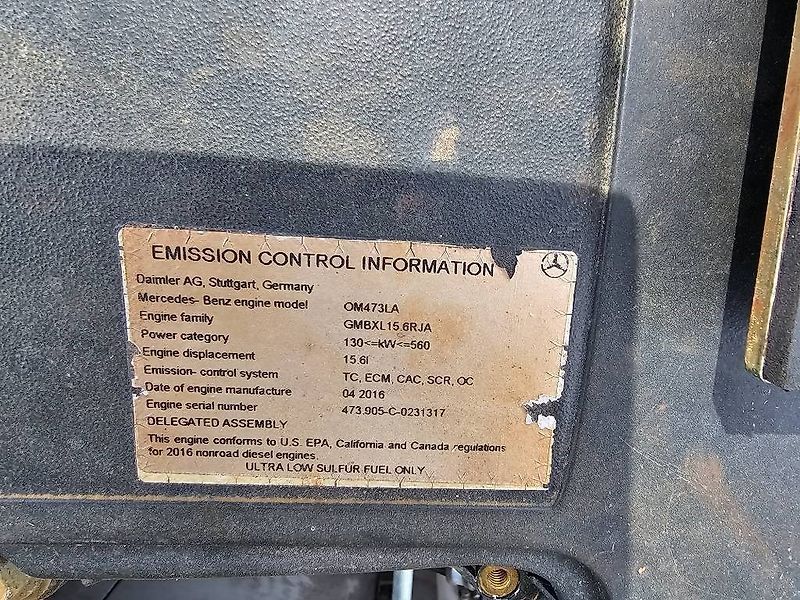 EMISSION CONTROL INFORMATION
Daimler AG, Stuttgart, Germany
Mercedes- Benz engine model OM473LA
Engine family GMBXL15.6RJA
Power category 130<=kW<=560
Engine displacement 15.6l
Emission- control system TC, ECM, CAC, SCR, OC
Date of engine manufacture 04 2016
Engine serial number 473.905-C-0231317
DELEGATED ASSEMBLY
This engine conforms to U.S. EPA, California and Canada regulations
for 2016 nonroad diesel engines.
ULTRA LOW SULFUR FUEL ONLY